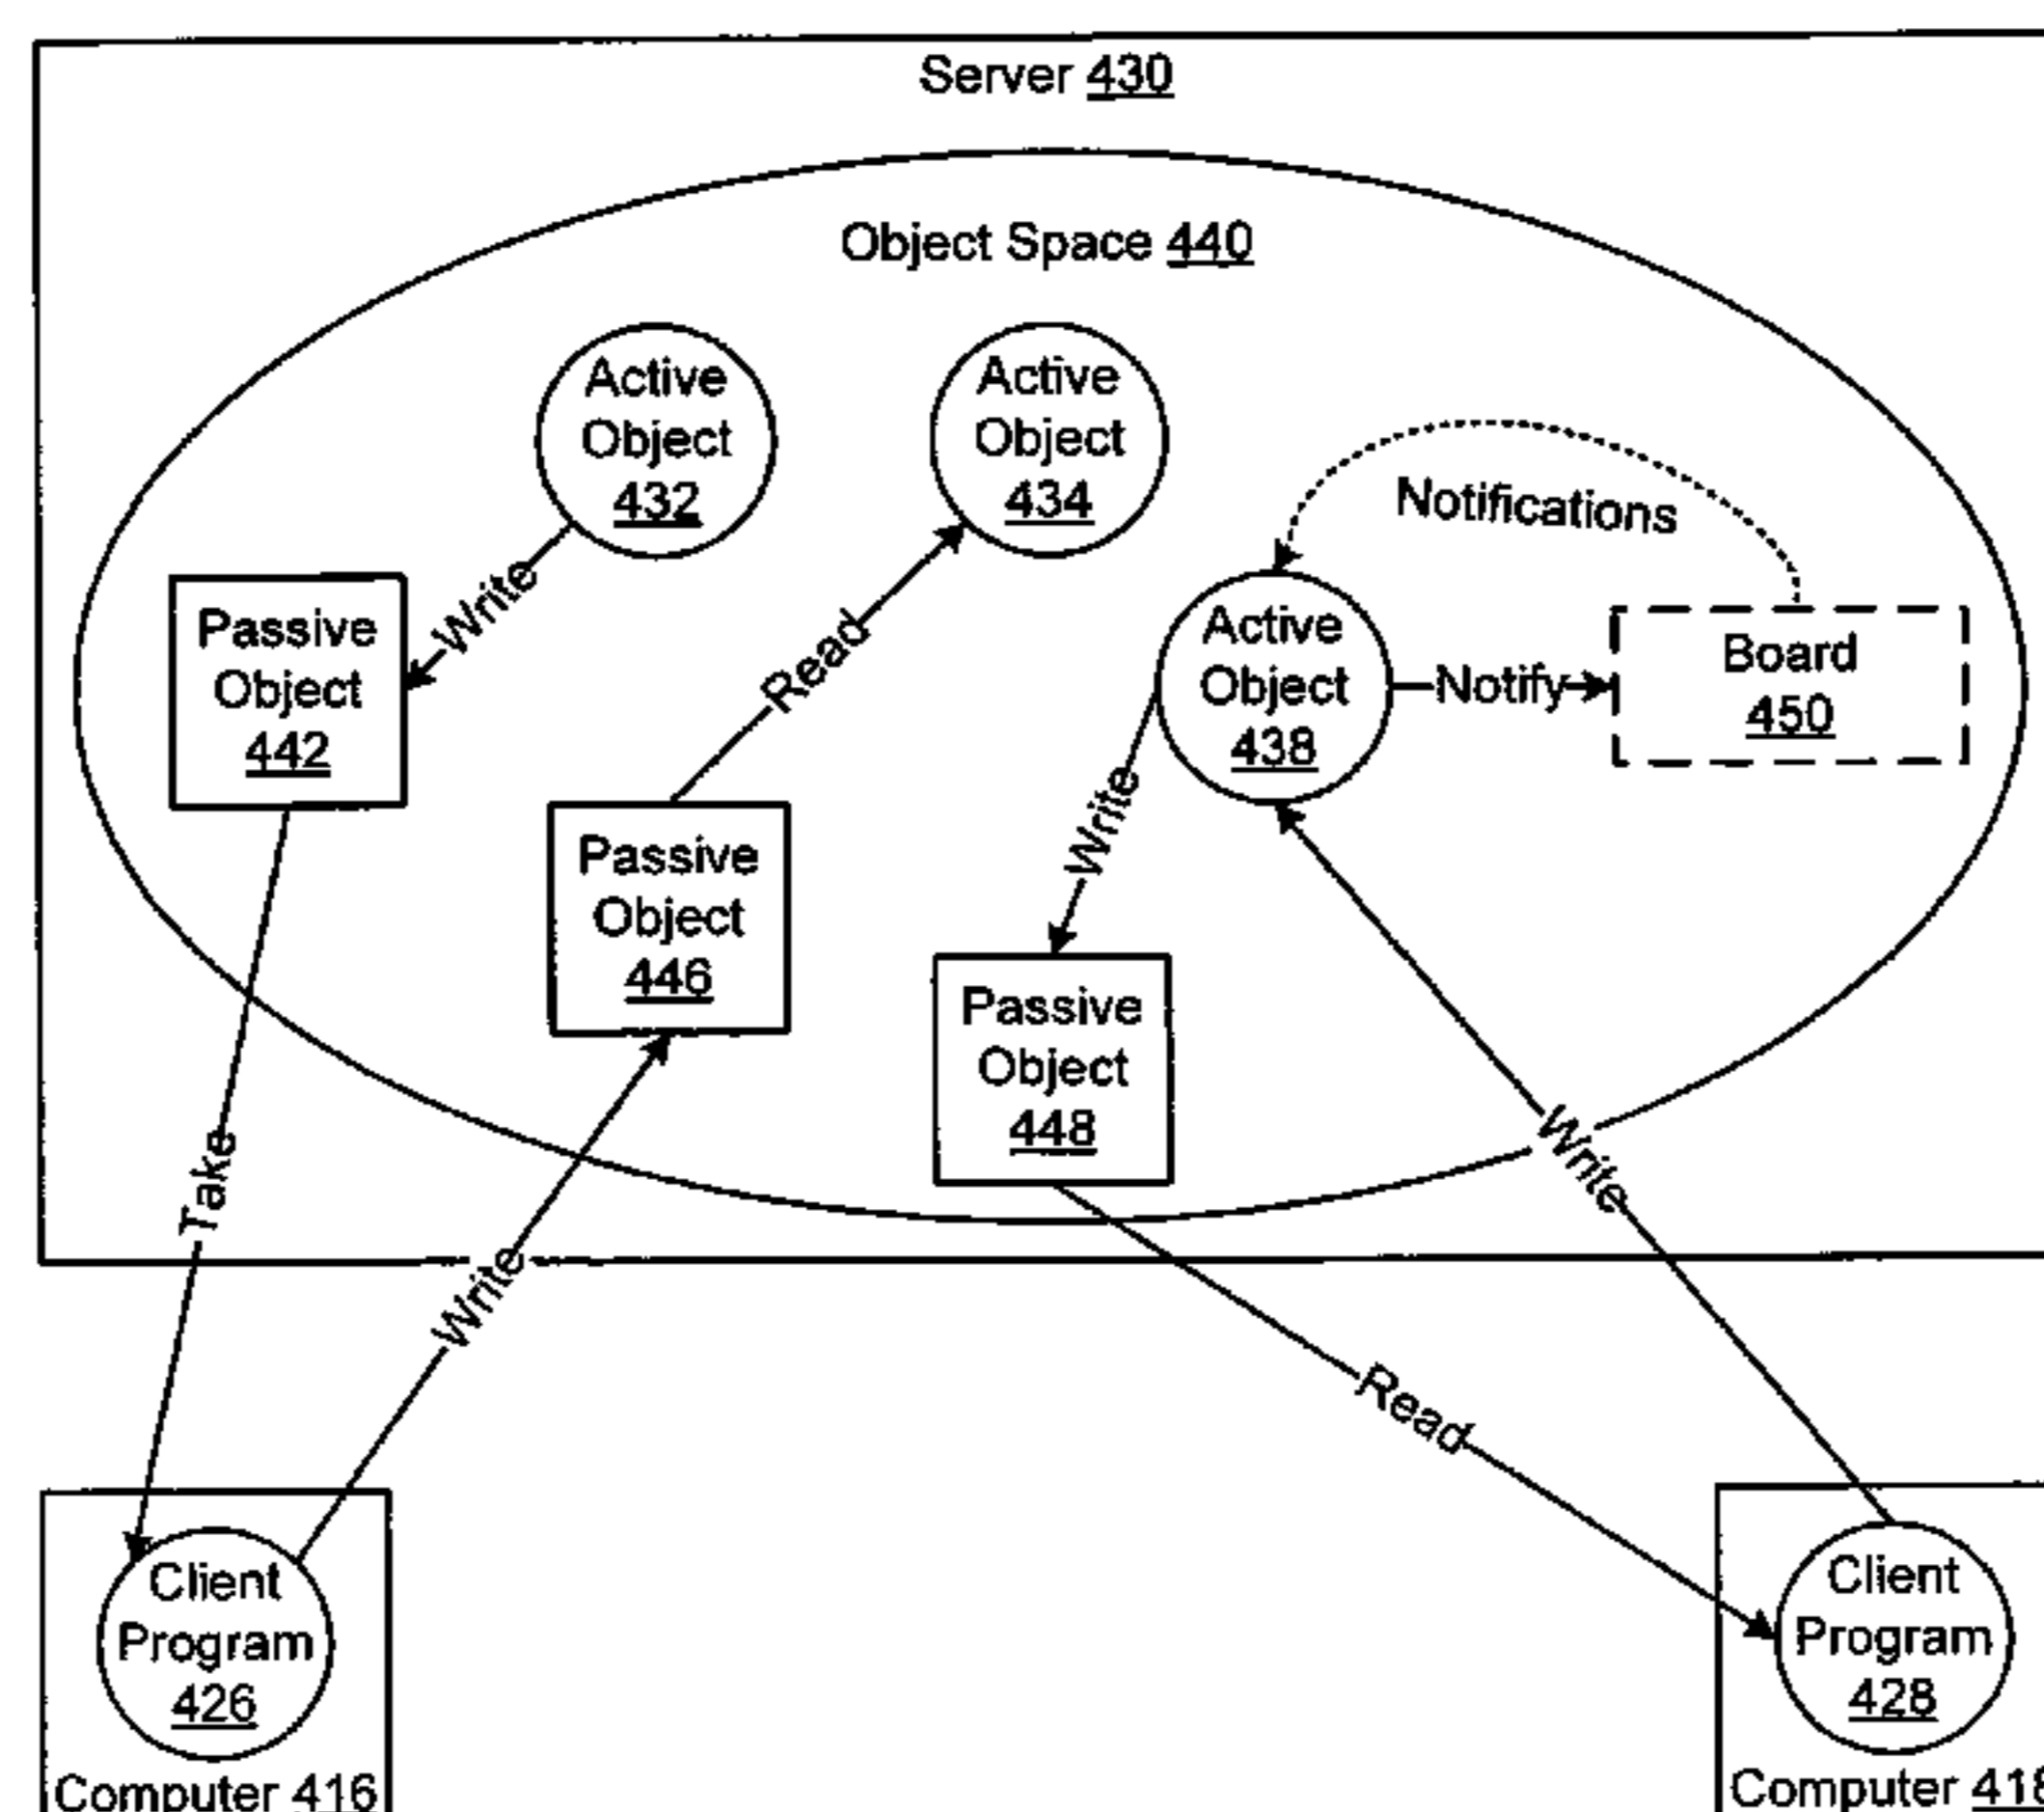 Server 430
Object Space 440
Active
Object
432
Active
Object
434
Notifications
Write
Passive
Object
442
Read
Active
Object
438
Notify
Board
450
Write
Passive
Object
446
Passive
Object
448
Take
Write
Write
Read
Client
Program
426
Computer 416
Client
Program
428
Computer 418